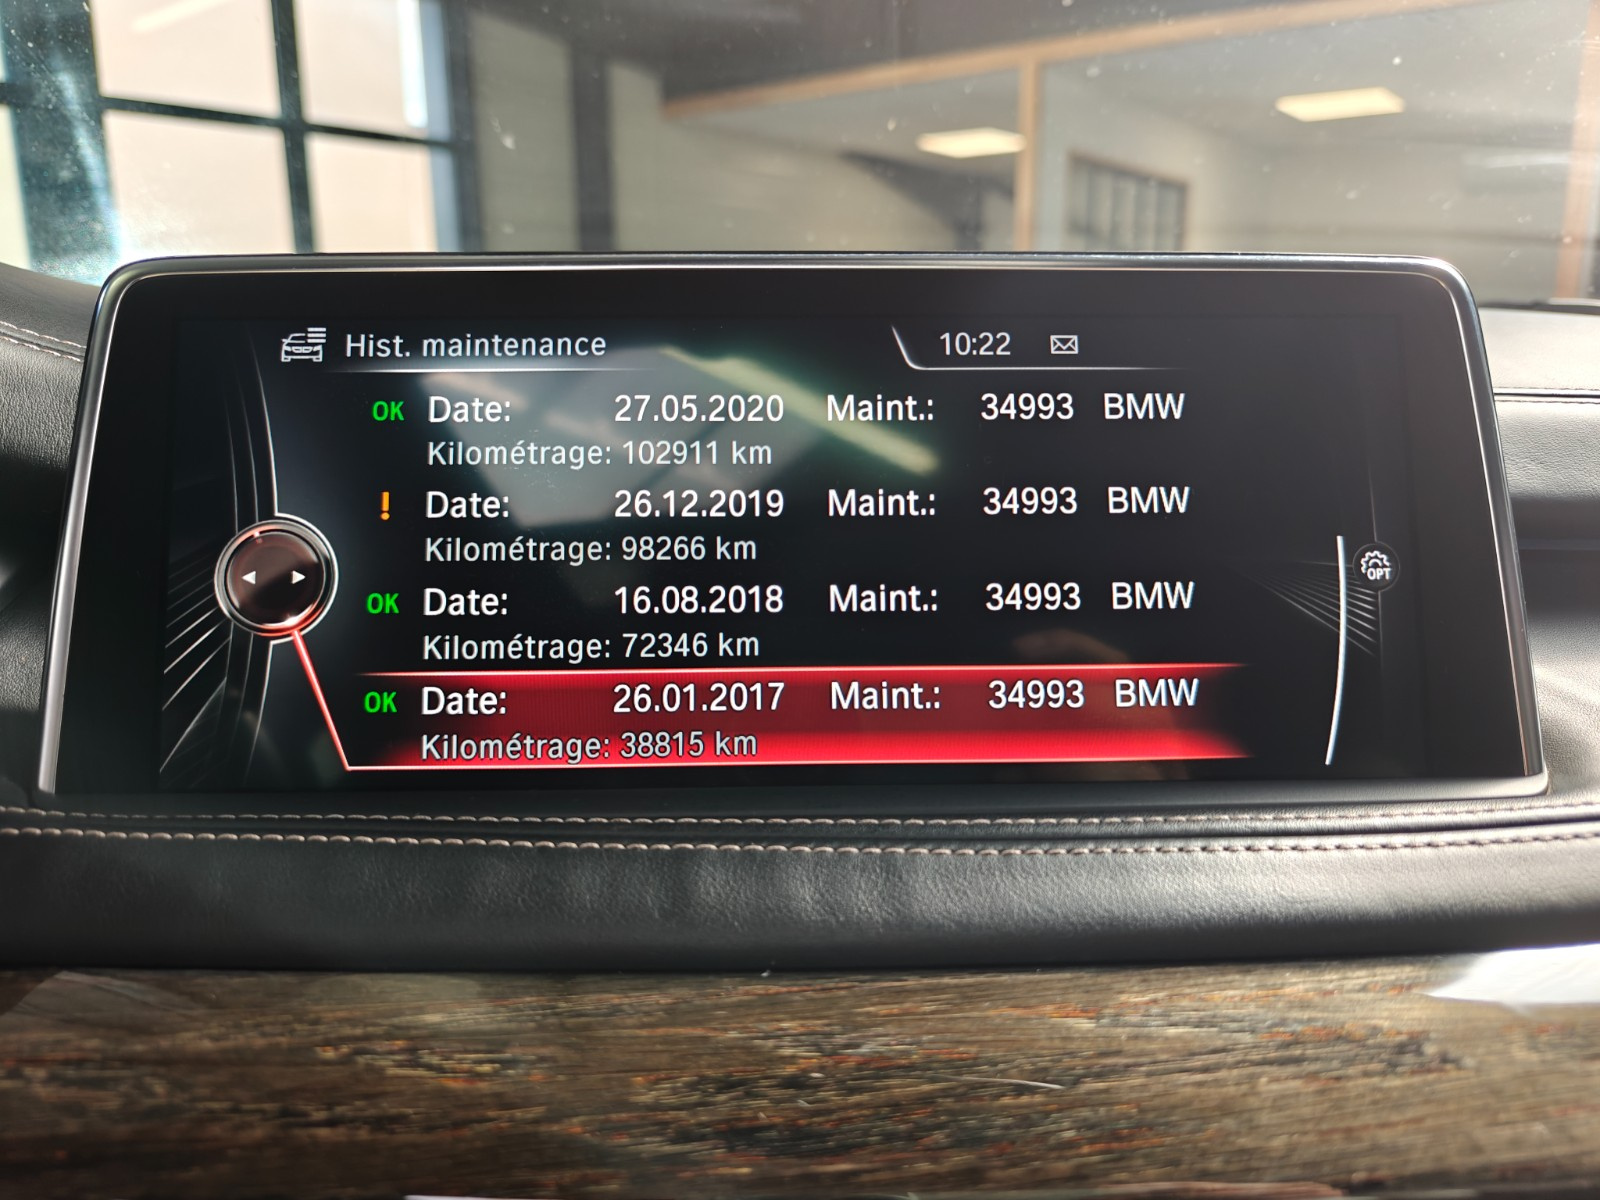 Hist. maintenance 10:22
OK Date: 27.05.2020 Maint.: 34993 BMW
Kilométrage: 102911 km
! Date: 26.12.2019 Maint.: 34993 BMW
Kilométrage: 98266 km
OPT
OK Date: 16.08.2018 Maint.: 34993 BMW
Kilométrage: 72346 km
OK Date: 26.01.2017 Maint.: 34993 BMW
Kilométrage: 38815 km